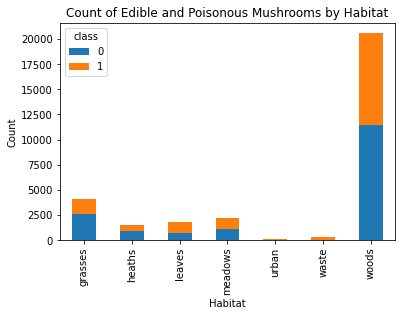 Count of Edible and Poisonous Mushrooms by Habitat
class
0
1
Count
20000
17500
15000
12500
10000
7500
5000
2500
0
grasses
heaths
leaves
meadows
urban
waste
woods
Habitat